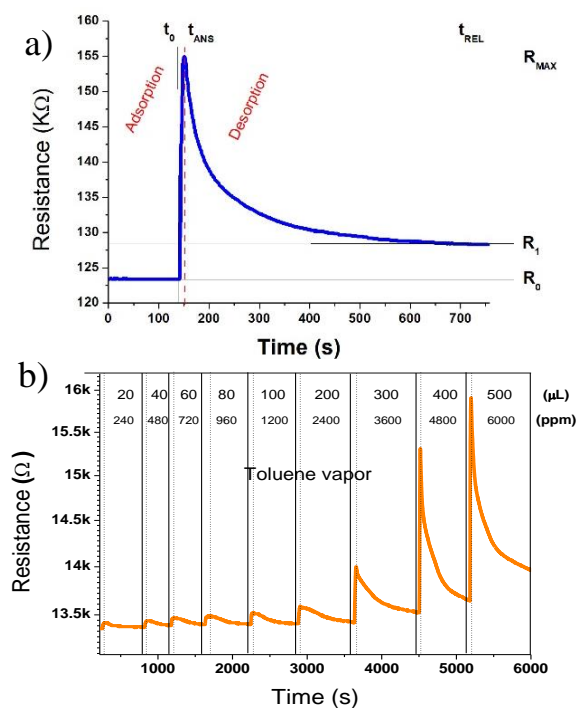 a)
t₀ t_ANS t_REL
R_MAX
Adsorption
Desorption
R₁
R₀
Resistance (KΩ)
160
155
150
145
140
135
130
125
120
0 100 200 300 400 500 600 700
Time (s)
b)
20 40 60 80 100 200 300 400 500 (µL)
240 480 720 960 1200 2400 3600 4800 6000 (ppm)
Toluene vapor
Resistance (Ω)
16k
15.5k
15k
14.5k
14k
13.5k
1000 2000 3000 4000 5000 6000
Time (s)